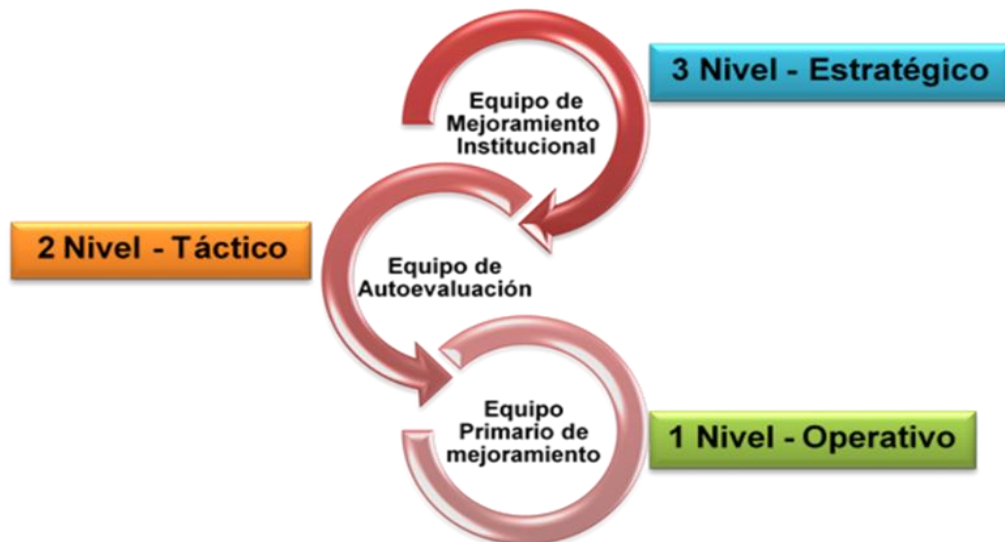 3 Nivel - Estratégico
Equipo de
Mejoramiento
Institucional
2 Nivel - Táctico
Equipo de
Autoevaluación
Equipo
Primario de
mejoramiento
1 Nivel - Operativo